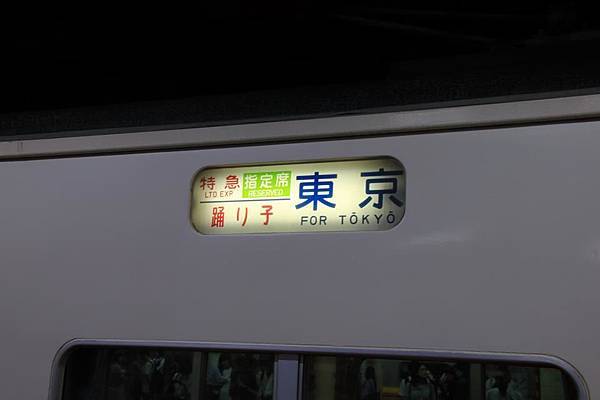 特急 指定席 東京
LTD EXP RESERVED
踊り子 FOR TŌKYŌ